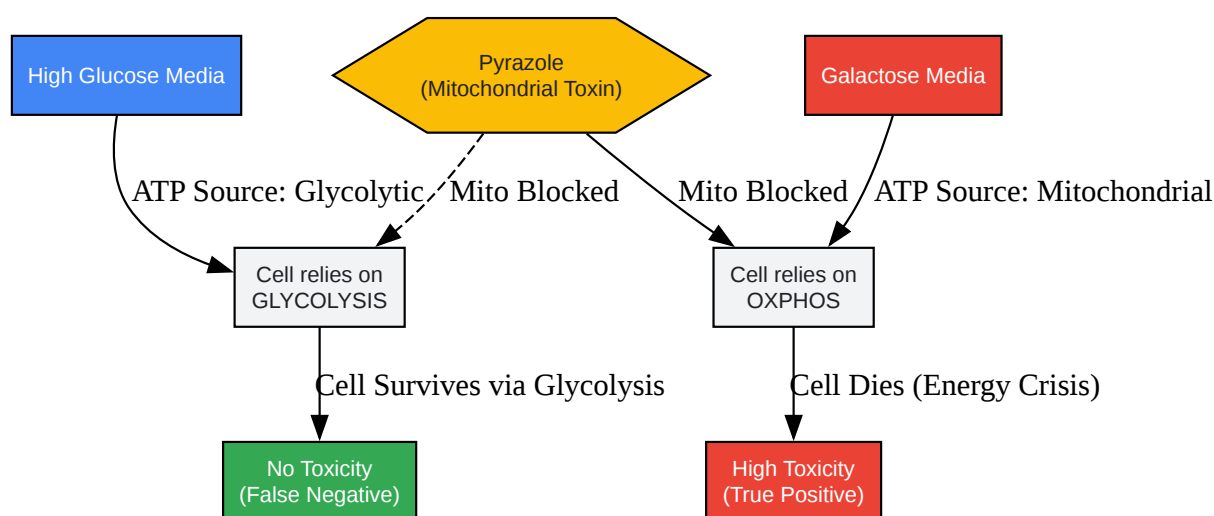 High Glucose Media
Pyrazole
(Mitochondrial Toxin)
Galactose Media
ATP Source: Glycolytic
Mito Blocked
Mito Blocked
ATP Source: Mitochondrial
Cell relies on
GLYCOLYSIS
Cell relies on
OXPHOS
Cell Survives via Glycolysis
Cell Dies (Energy Crisis)
No Toxicity
(False Negative)
High Toxicity
(True Positive)